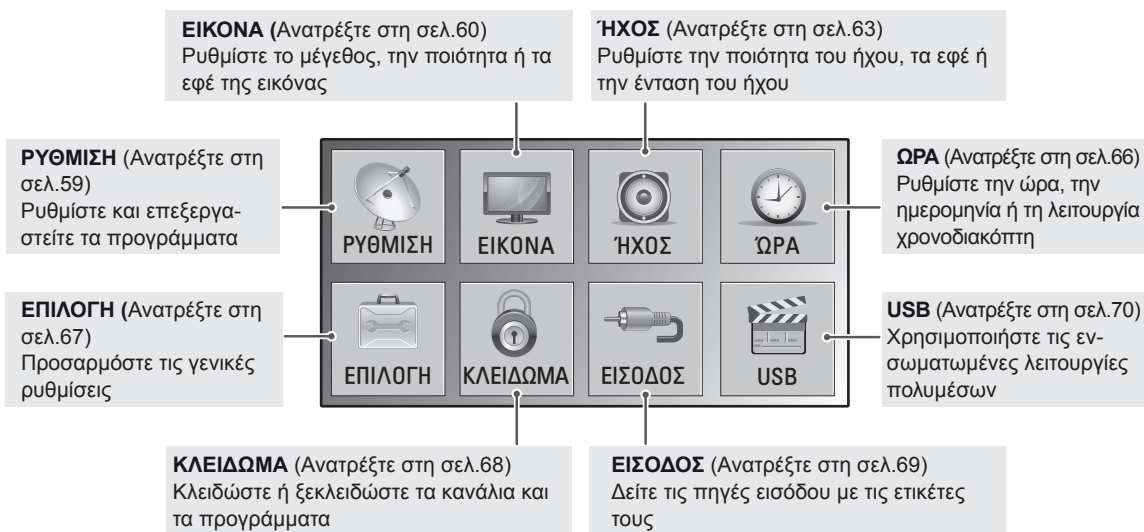 ΕΙΚΟΝΑ (Ανατρέξτε στη σελ.60)
Ρυθμίστε το μέγεθος, την ποιότητα ή τα
εφέ της εικόνας
ΉΧΟΣ (Ανατρέξτε στη σελ.63)
Ρυθμίστε την ποιότητα του ήχου, τα εφέ ή
την ένταση του ήχου
ΡΥΘΜΙΣΗ (Ανατρέξτε στη
σελ.59)
Ρυθμίστε και επεξεργα-
στείτε τα προγράμματα
ΩΡΑ (Ανατρέξτε στη σελ.66)
Ρυθμίστε την ώρα, την
ημερομηνία ή τη λειτουργία
χρονοδιακόπτη
ΡΥΘΜΙΣΗ
ΕΙΚΟΝΑ
ΉΧΟΣ
ΏΡΑ
ΕΠΙΛΟΓΗ (Ανατρέξτε στη
σελ.67)
Προσαρμόστε τις γενικές
ρυθμίσεις
USB (Ανατρέξτε στη σελ.70)
Χρησιμοποιήστε τις εν-
σωματωμένες λειτουργίες
πολυμέσων
ΕΠΙΛΟΓΗ
ΚΛΕΙΔΩΜΑ
ΕΙΣΟΔΟΣ
USB
ΚΛΕΙΔΩΜΑ (Ανατρέξτε στη σελ.68)
Κλειδώστε ή ξεκλειδώστε τα κανάλια και
τα προγράμματα
ΕΙΣΟΔΟΣ (Ανατρέξτε στη σελ.69)
Δείτε τις πηγές εισόδου με τις ετικέτες
τους